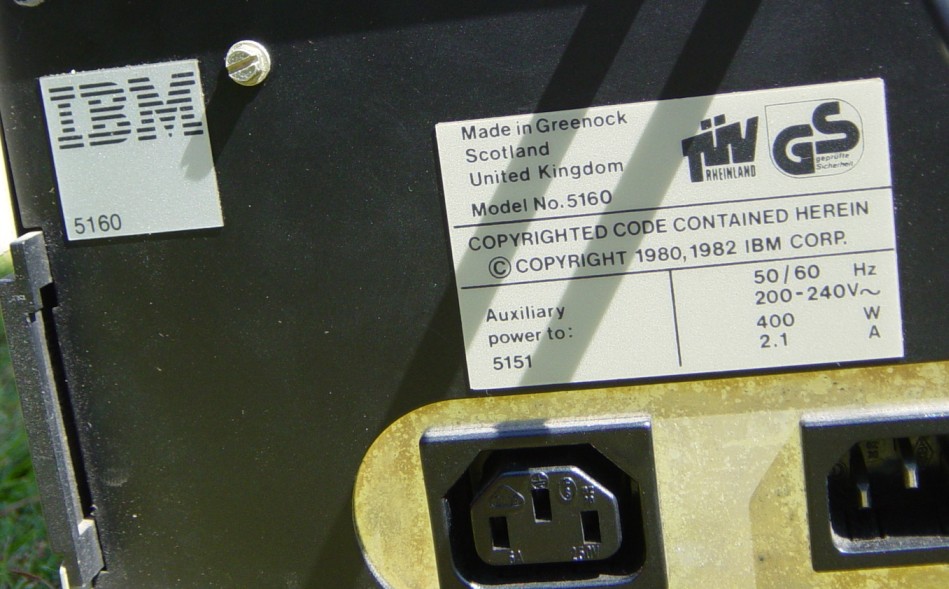 IBM
5160
Made in Greenock
Scotland
United Kingdom
Model No. 5160
TÜV
RHEINLAND
GS
geprüfte
Sicherheit
COPYRIGHTED CODE CONTAINED HEREIN
© COPYRIGHT 1980, 1982 IBM CORP.
Auxiliary
power to:
5151
50/60 Hz
200-240V~
400 W
2.1 A
250V